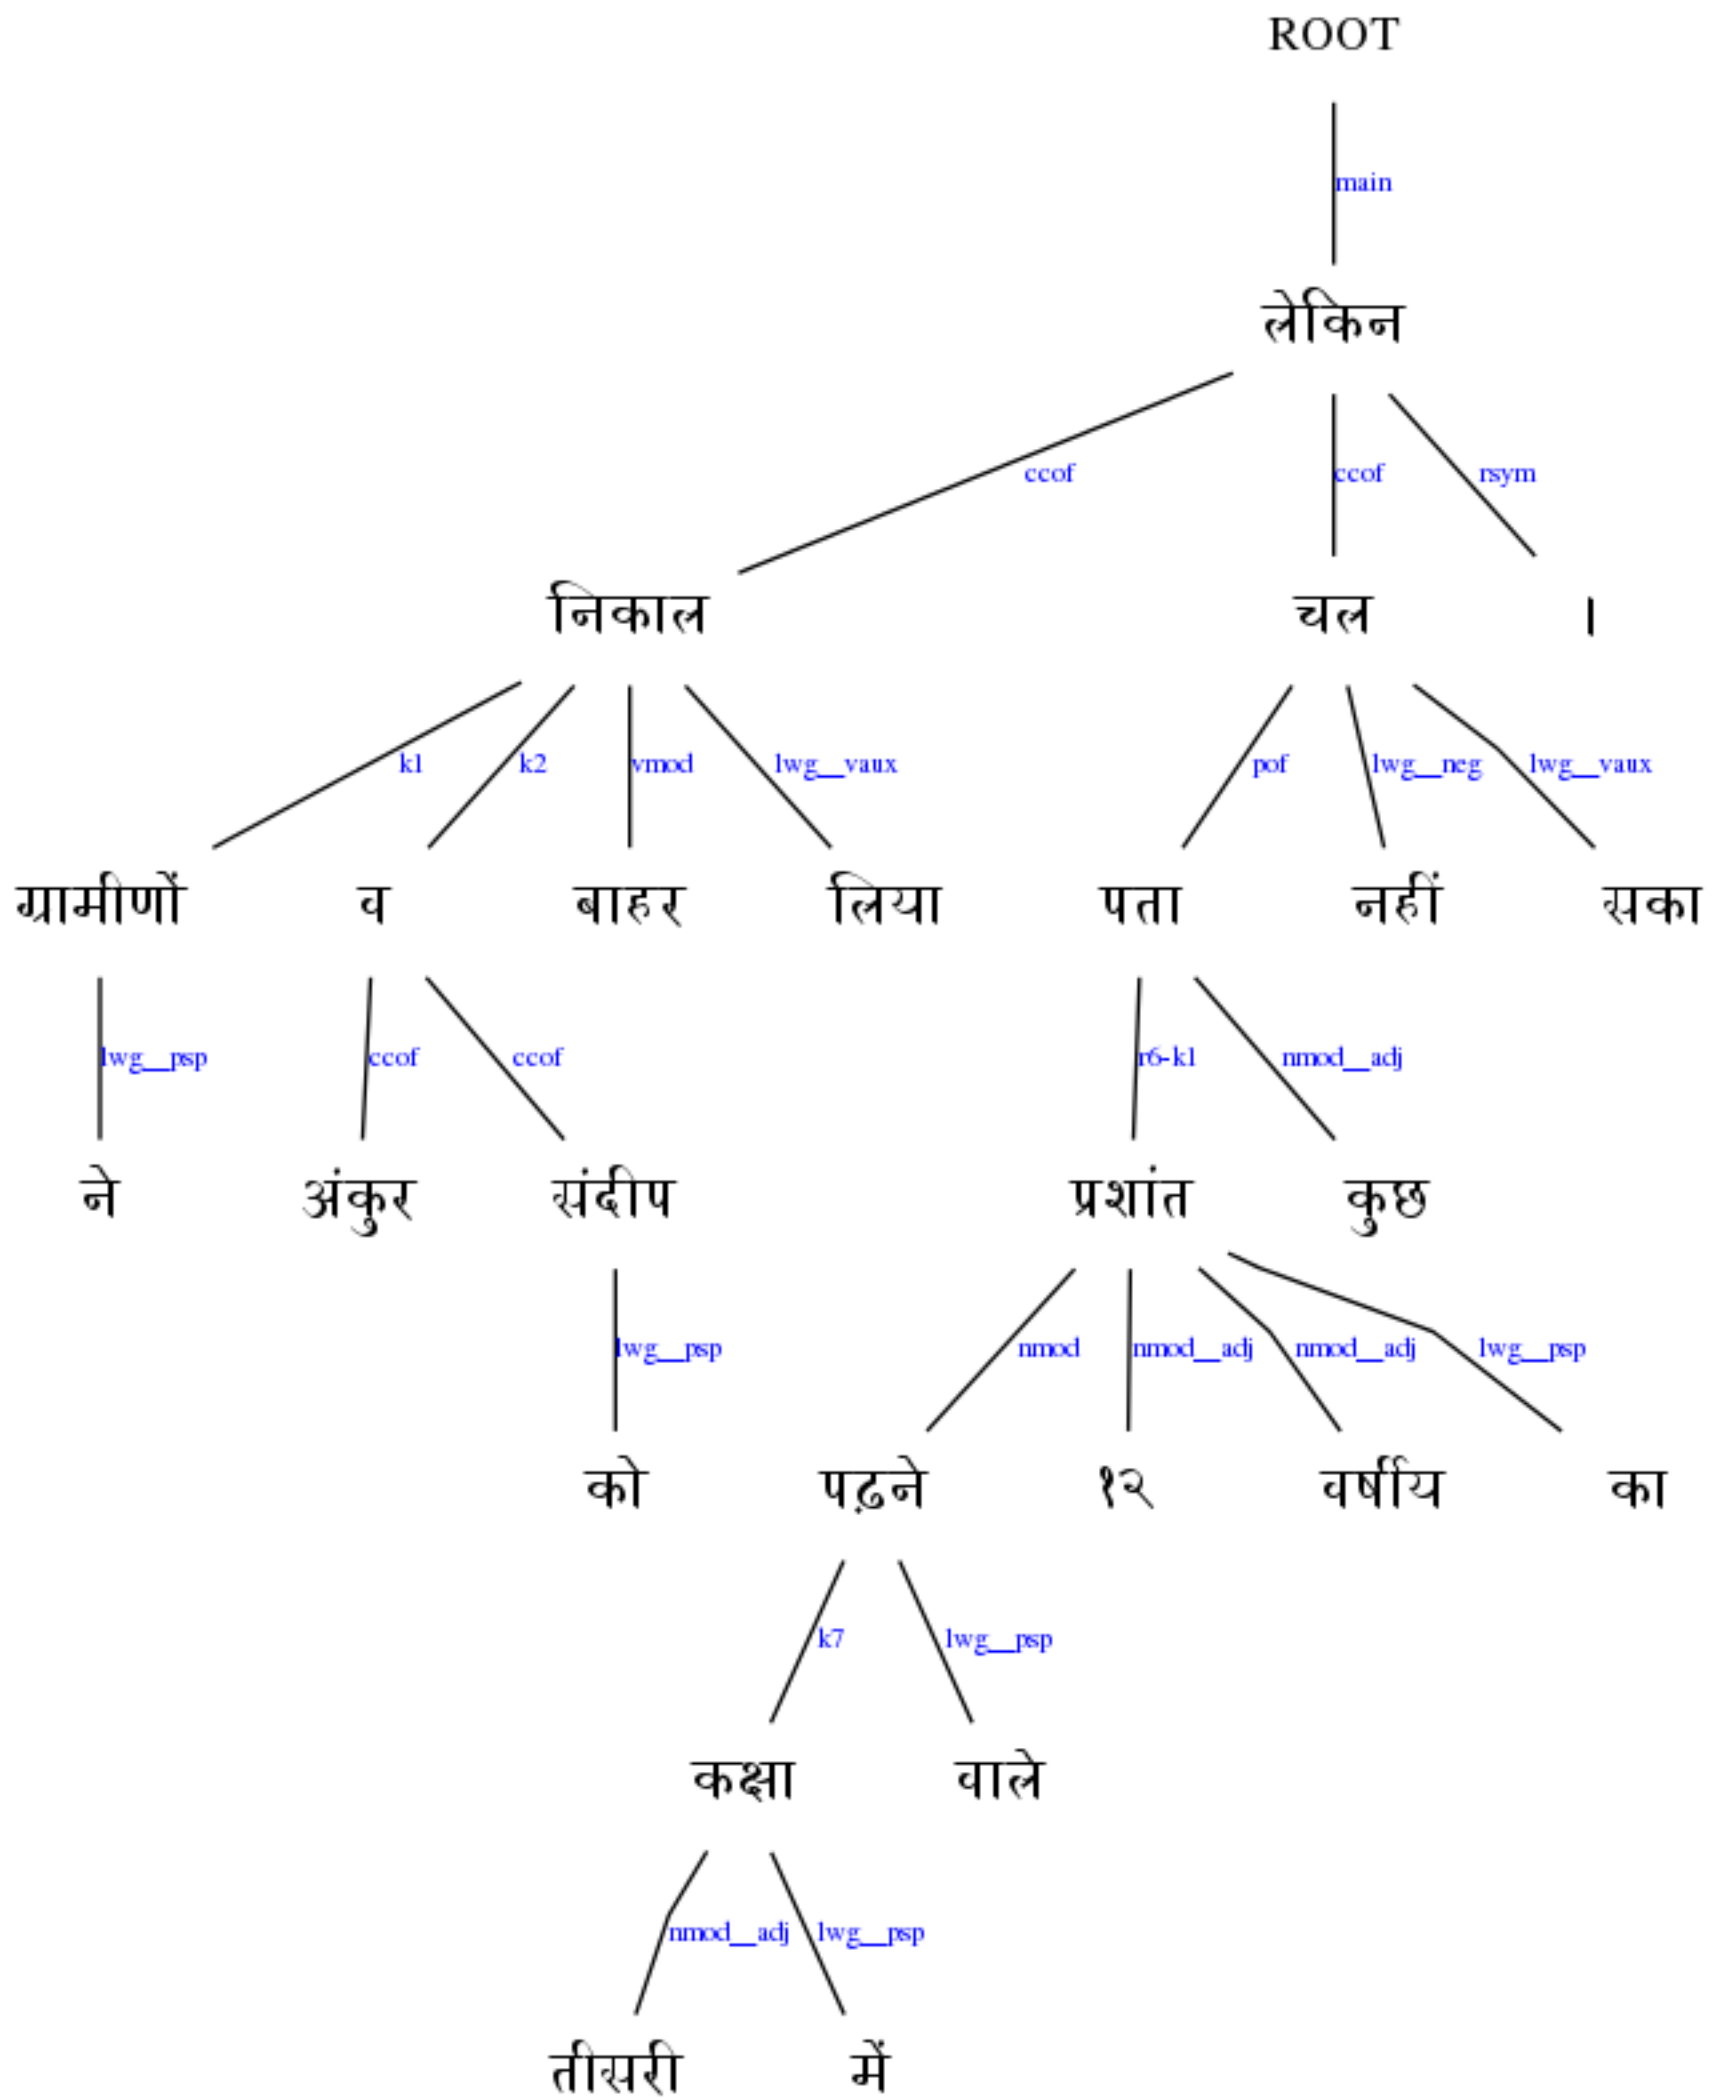 ROOT
main
लेकिन
ccof ccof rsym
निकाल चल ।
k1 k2 vmod lwg__vaux pof lwg__neg lwg__vaux
ग्रामीणों व बाहर लिया पता नहीं सका
lwg__psp ccof ccof r6-k1 nmod__adj
ने अंकुर संदीप प्रशांत कुछ
lwg__psp nmod nmod__adj nmod__adj lwg__psp
को पढ़ने १२ वर्षीय का
k7 lwg__psp
कक्षा वाले
nmod__adj lwg__psp
तीसरी में